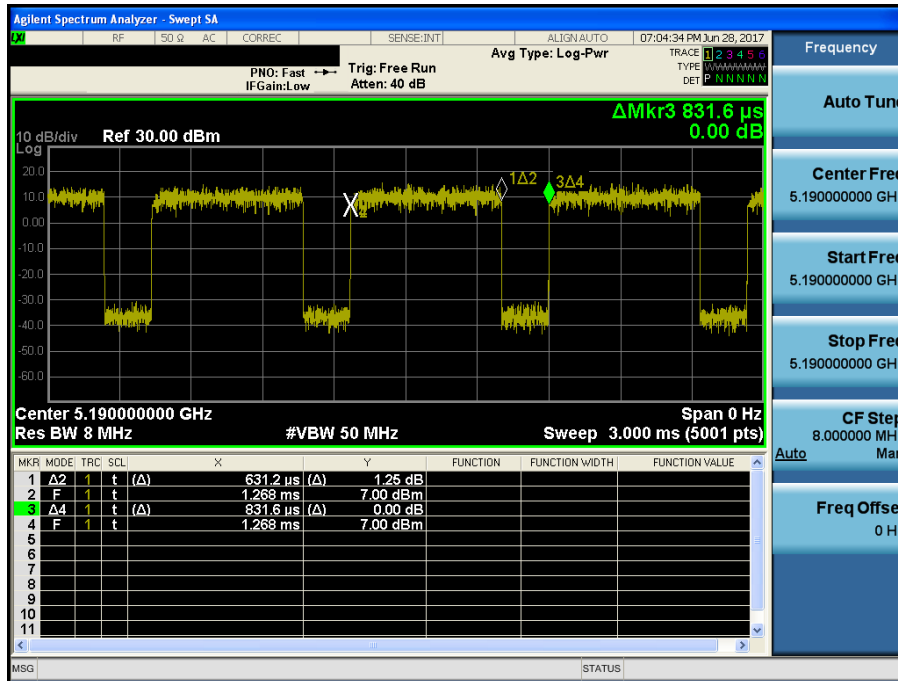 Agilent Spectrum Analyzer - Swept SA
LXI RF 50 Ω AC CORREC SENSE:INT ALIGN AUTO 07:04:34 PM Jun 28, 2017
Frequency
PNO: Fast Trig: Free Run Avg Type: Log-Pwr TRACE 1 2 3 4 5 6
IFGain:Low Atten: 40 dB TYPE WWWWWW
DET P N N N N N
Auto Tune
ΔMkr3 831.6 µs
0.00 dB
10 dB/div Ref 30.00 dBm
Log
20.0
10.0
0.00
-10.0
-20.0
-30.0
-40.0
-50.0
-60.0
2
1Δ2
3Δ4
Center Freq
5.190000000 GH
Start Freq
5.190000000 GH
Stop Freq
5.190000000 GH
Center 5.190000000 GHz Span 0 Hz
Res BW 8 MHz #VBW 50 MHz Sweep 3.000 ms (5001 pts)
CF Step
8.000000 MH
Auto Man
MKR MODE TRC SCL X Y FUNCTION FUNCTION WIDTH FUNCTION VALUE
1 Δ2 1 t (Δ) 631.2 µs (Δ) 1.25 dB
2 F 1 t 1.268 ms 7.00 dBm
3 Δ4 1 t (Δ) 831.6 µs (Δ) 0.00 dB
4 F 1 t 1.268 ms 7.00 dBm
5
6
7
8
9
10
11
Freq Offse
0 H
MSG STATUS